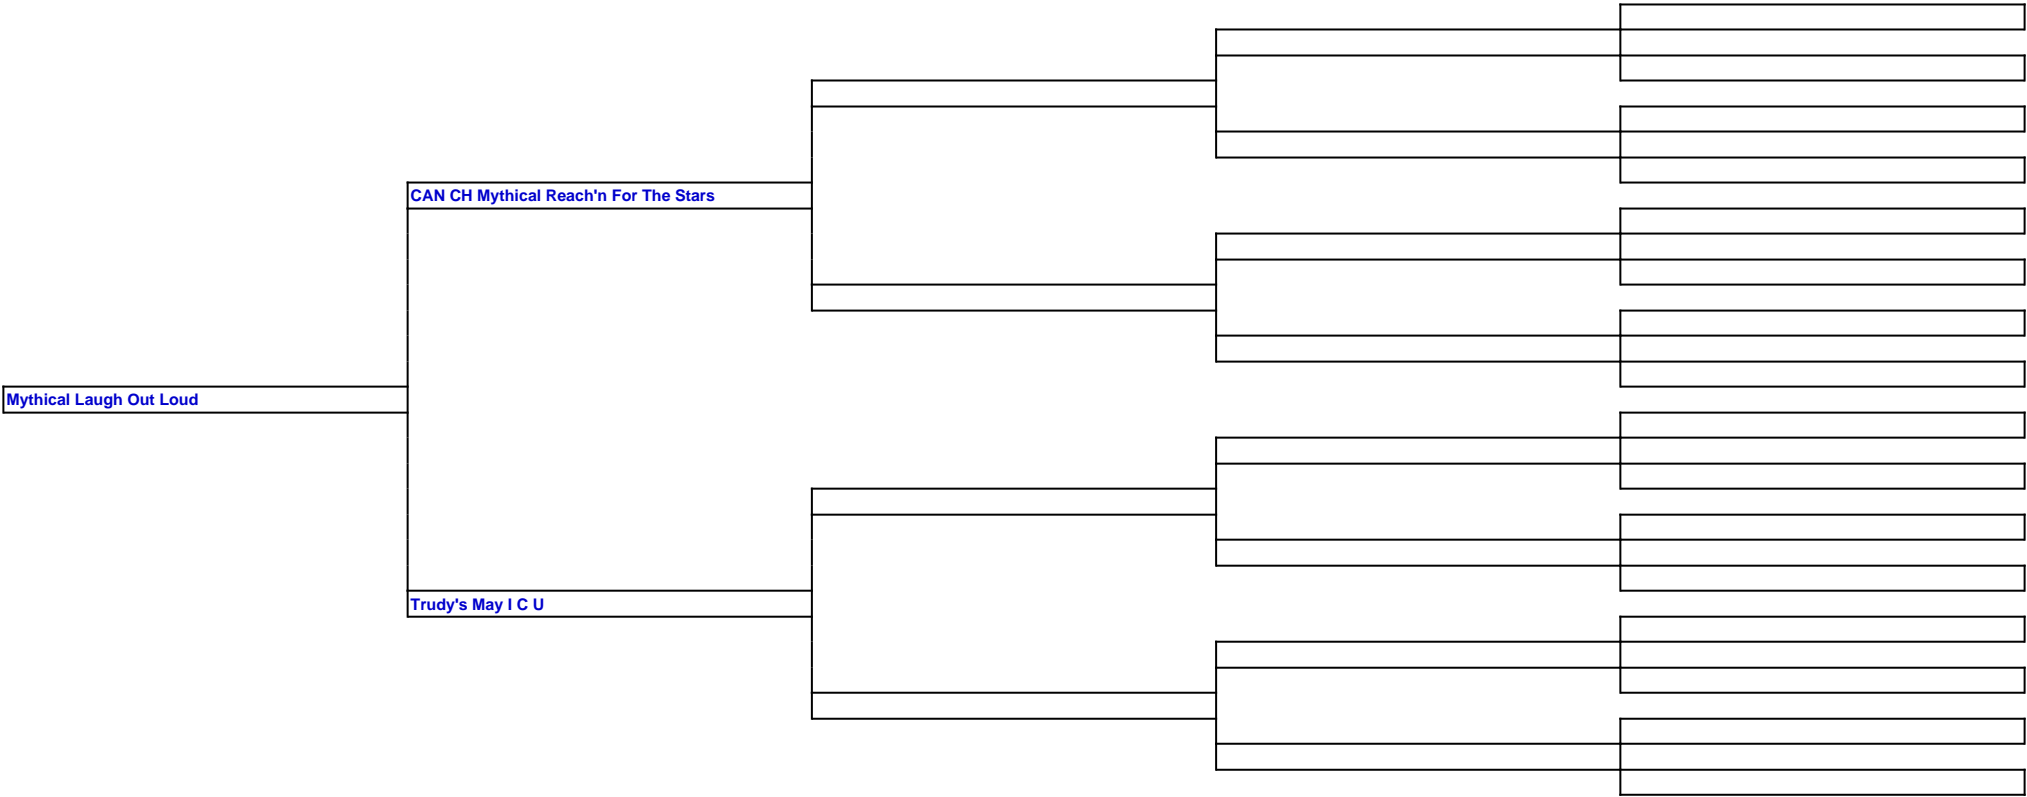 CAN CH Mythical Reach'n For The Stars
Mythical Laugh Out Loud
Trudy's May I C U